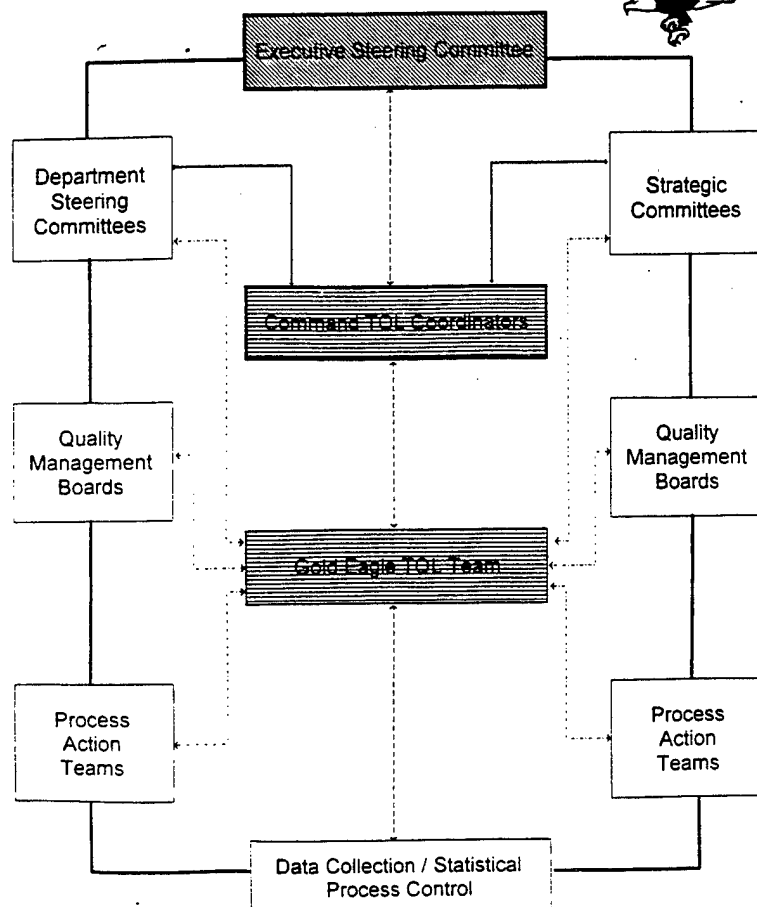 Executive Steering Committee
Department
Steering
Committees
Strategic
Committees
Command TQL Coordinators
Quality
Management
Boards
Quality
Management
Boards
Gold Eagle TQL Team
Process
Action
Teams
Process
Action
Teams
Data Collection / Statistical
Process Control